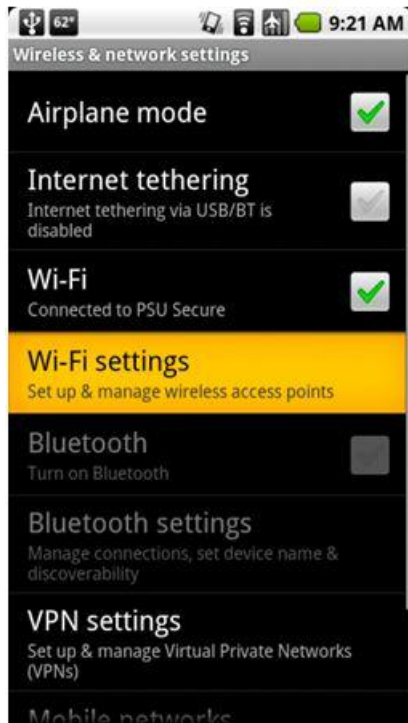 62° 9:21 AM
Wireless & network settings
Airplane mode
Internet tethering
Internet tethering via USB/BT is
disabled
Wi-Fi
Connected to PSU Secure
Wi-Fi settings
Set up & manage wireless access points
Bluetooth
Turn on Bluetooth
Bluetooth settings
Manage connections, set device name &
discoverability
VPN settings
Set up & manage Virtual Private Networks
(VPNs)
Mobile networks